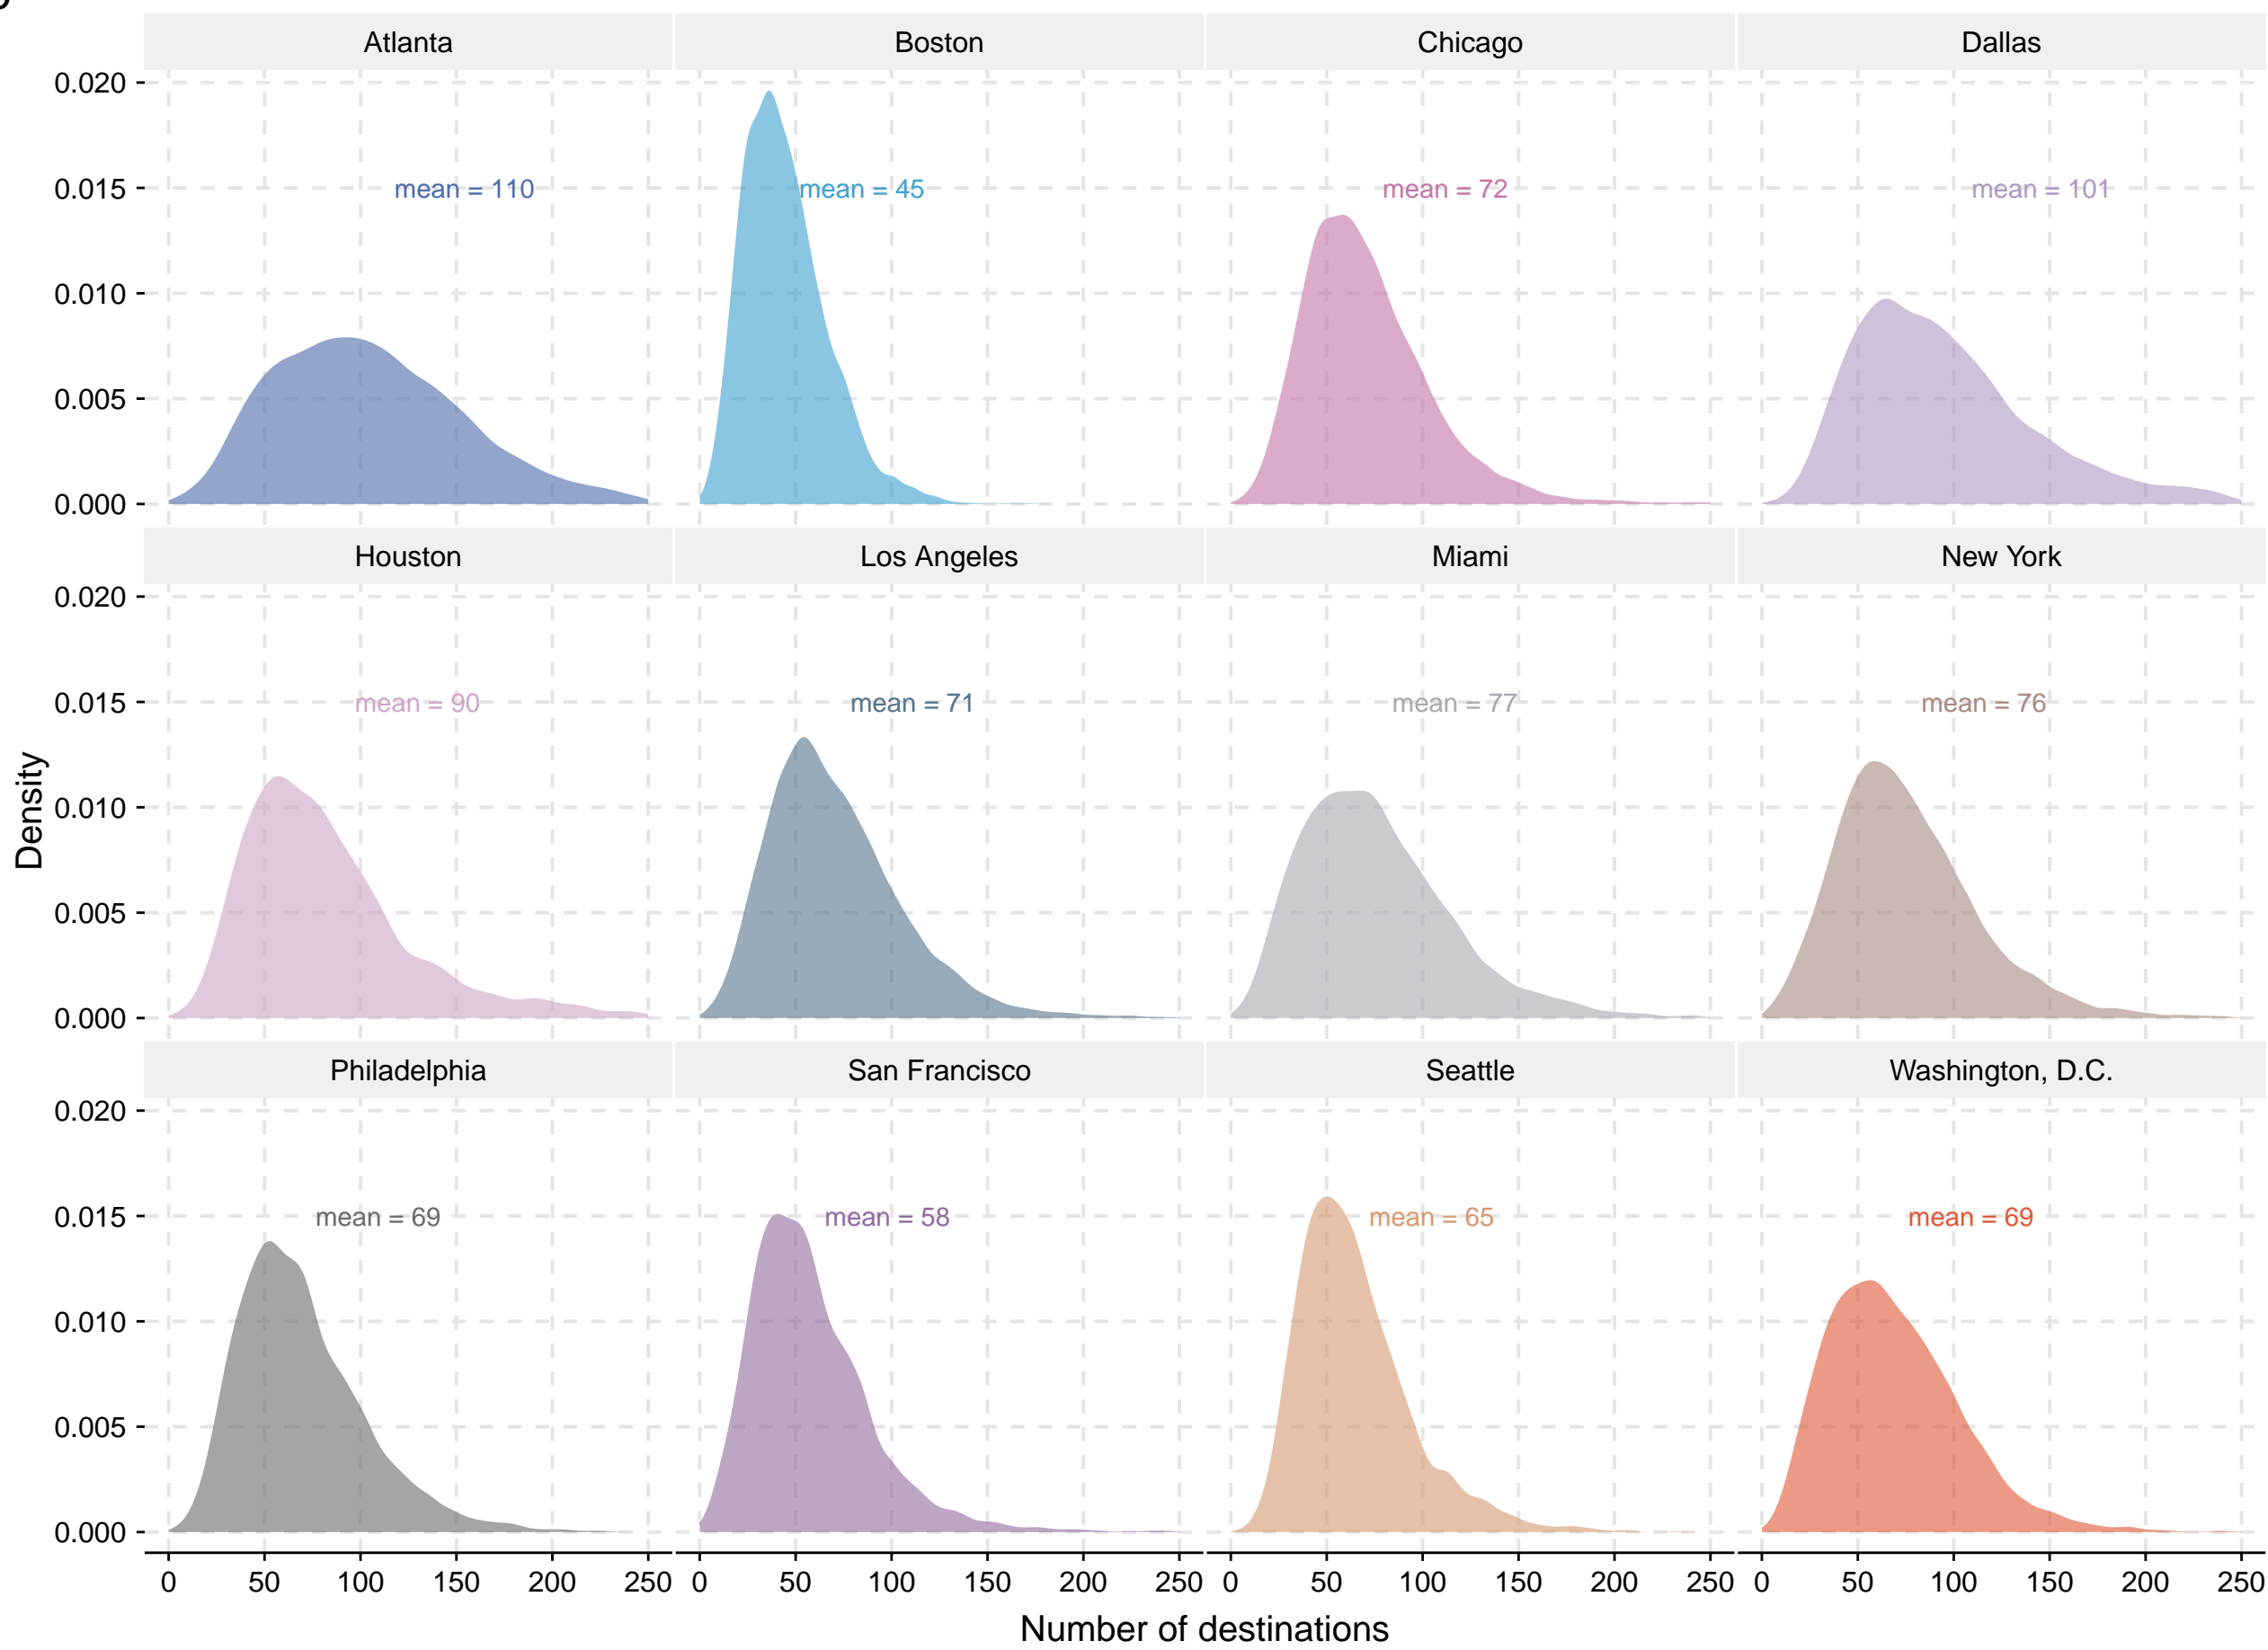 Atlanta Boston Chicago Dallas
0.020
0.015
0.010
0.005
0.000
mean = 110
mean = 45
mean = 72
mean = 101
Houston Los Angeles Miami New York
0.020
0.015
0.010
0.005
0.000
mean = 90
mean = 71
mean = 77
mean = 76
Density
Philadelphia San Francisco Seattle Washington, D.C.
0.020
0.015
0.010
0.005
0.000
mean = 69
mean = 58
mean = 65
mean = 69
0 50 100 150 200 250 0 50 100 150 200 250 0 50 100 150 200 250 0 50 100 150 200 250
Number of destinations